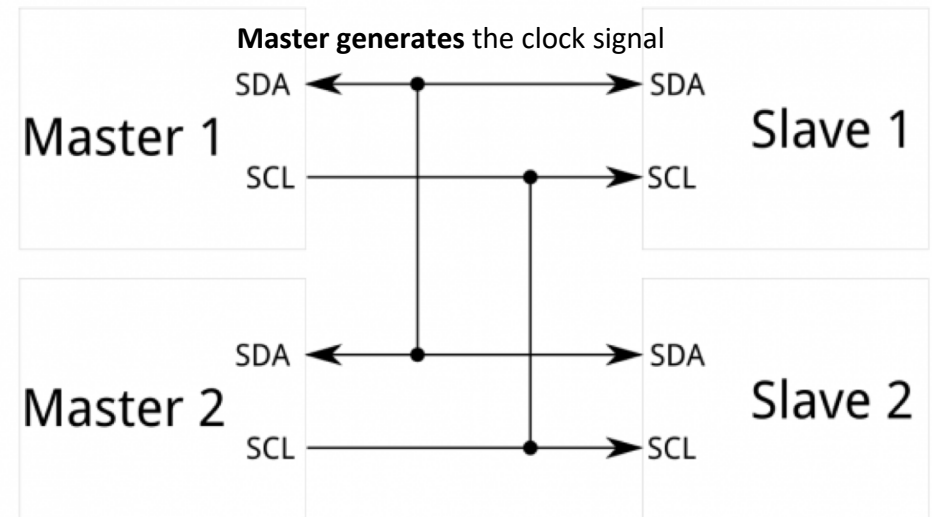 Master generates the clock signal
SDA
SDA
Master 1
Slave 1
SCL
SCL
SDA
SDA
Master 2
Slave 2
SCL
SCL